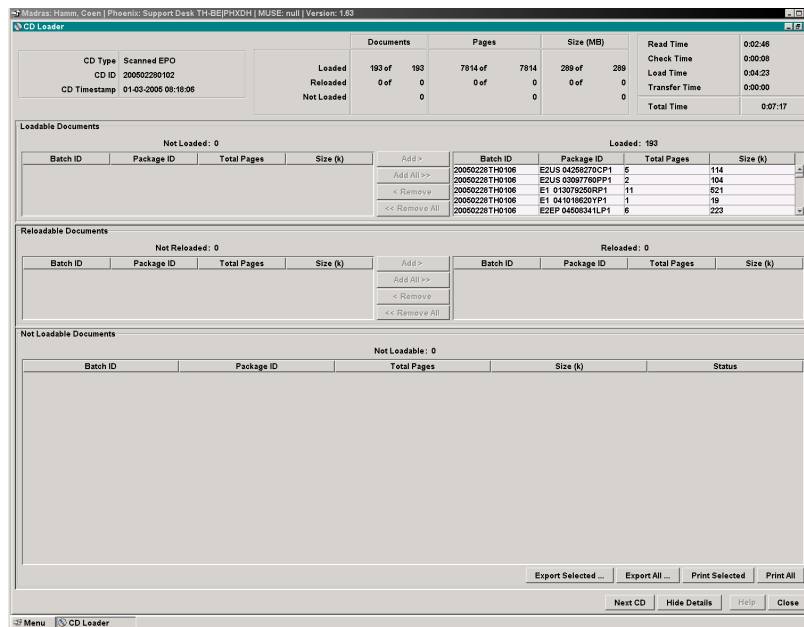 Madras: Hamm, Coen | Phoenix: Support Desk TH-BE|PHXDH | MUSE: null | Version: 1.63
CD Loader
Documents Pages Size (MB)
CD Type Scanned EPO
CD ID 200502280102
CD Timestamp 01-03-2005 08:18:06
Loaded 193 of 193 7814 of 7814 289 of 289
Reloaded 0 of 0 0 of 0 0 of 0
Not Loaded 0 0 0
Read Time 0:02:46
Check Time 0:00:08
Load Time 0:04:23
Transfer Time 0:00:00
Total Time 0:07:17
Loadable Documents
Not Loaded: 0
Batch ID Package ID Total Pages Size (k)
Add >
Add All >>
< Remove
<< Remove All
Loaded: 193
Batch ID Package ID Total Pages Size (k)
20050228TH0106 E2US 04258270CP1 5 114
20050228TH0106 E2US 03097760PP1 2 104
20050228TH0106 E1 013079250RP1 11 521
20050228TH0106 E1 041018620YP1 1 19
20050228TH0106 E2EP 04508341LP1 6 223
Reloadable Documents
Not Reloaded: 0
Batch ID Package ID Total Pages Size (k)
Add >
Add All >>
< Remove
<< Remove All
Reloaded: 0
Batch ID Package ID Total Pages Size (k)
Not Loadable Documents
Not Loadable: 0
Batch ID Package ID Total Pages Size (k) Status
Export Selected ... Export All ... Print Selected Print All
Next CD Hide Details Help Close
Menu CD Loader